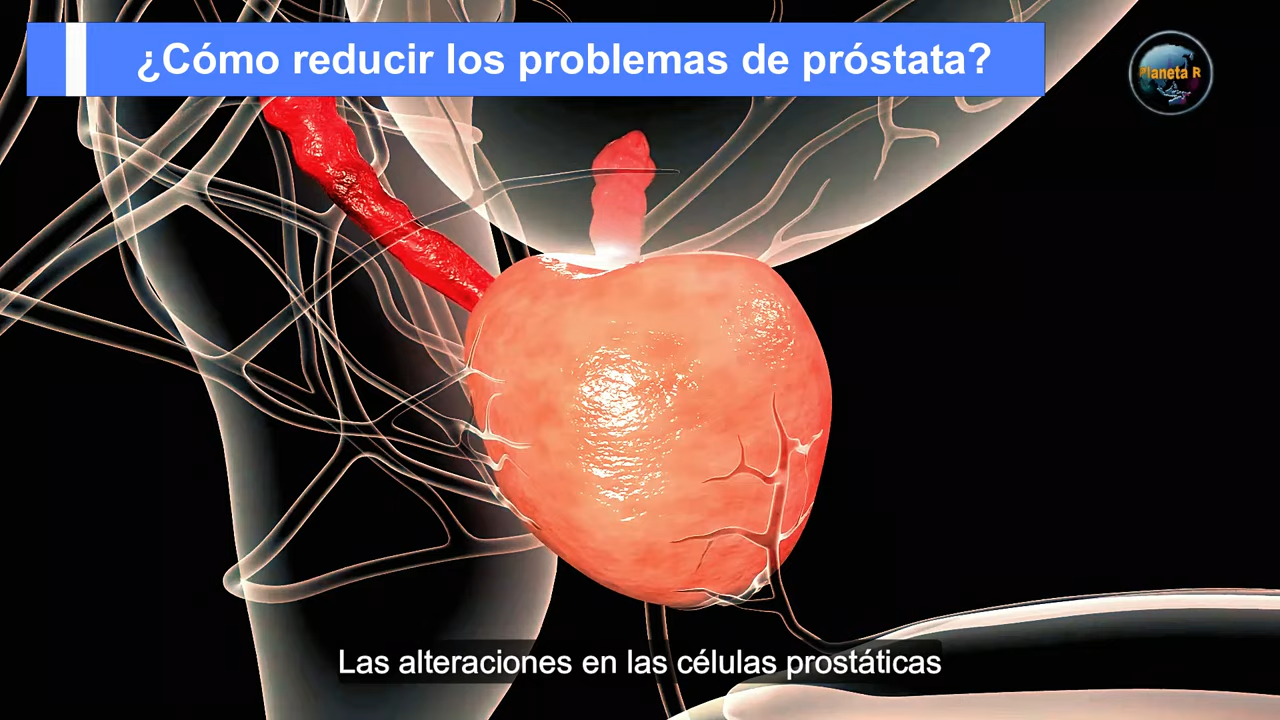 ¿Cómo reducir los problemas de próstata?
Planeta R
Las alteraciones en las células prostáticas